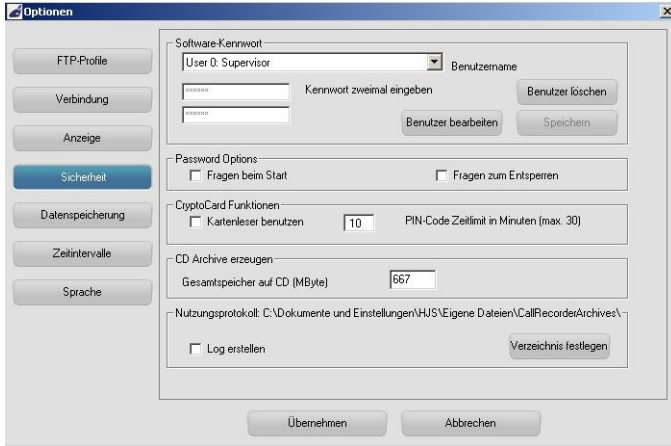 Optionen
FTP-Profile
Verbindung
Anzeige
Sicherheit
Datenspeicherung
Zeitintervalle
Sprache
Software-Kennwort
User 0: Supervisor
Benutzername
xxxxxx
Kennwort zweimal eingeben
Benutzer löschen
xxxxxx
Benutzer bearbeiten
Speichern
Password Options
Fragen beim Start
Fragen zum Entsperren
CryptoCard Funktionen
Kartenleser benutzen
10
PIN-Code Zeitlimit in Minuten (max. 30)
CD Archive erzeugen
Gesamtspeicher auf CD (MByte)
667
Nutzungsprotokoll: C:\Dokumente und Einstellungen\HJS\Eigene Dateien\CallRecorderArchives\
Log erstellen
Verzeichnis festlegen
Übernehmen
Abbrechen